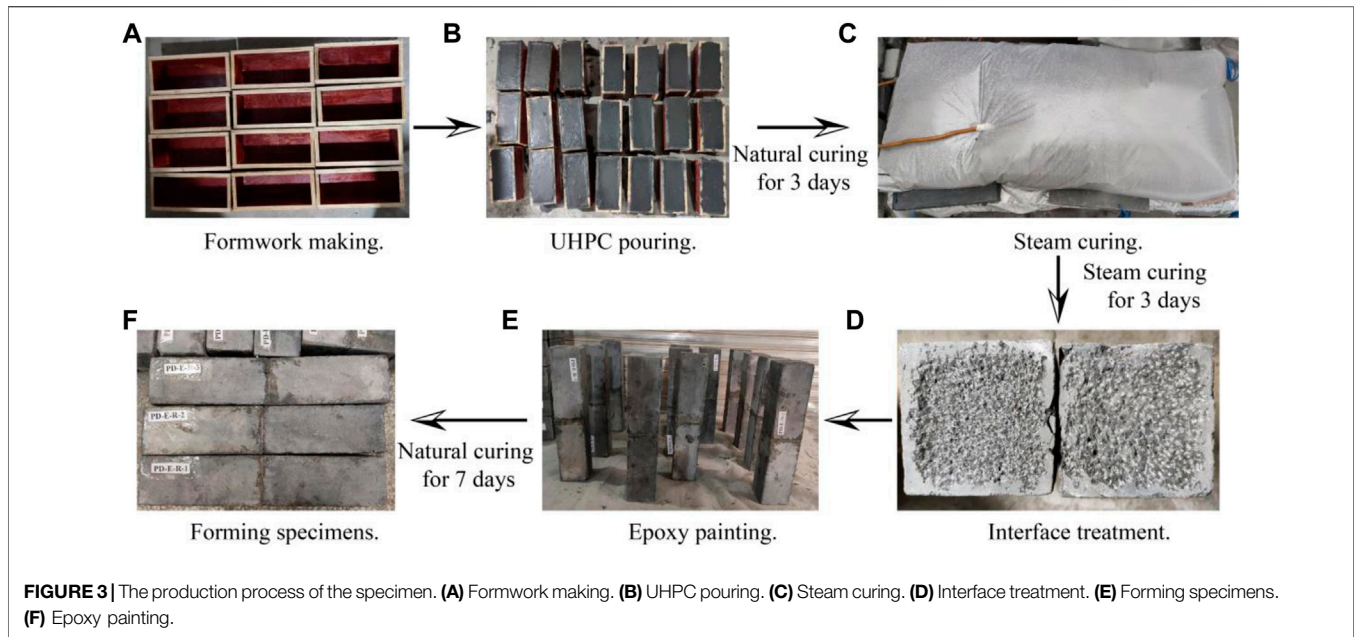 A
B
C
Natural curing
for 3 days
Formwork making.
UHPC pouring.
Steam curing.
Steam curing
for 3 days
F
E
D
PD-E-R-3
PD-E-R-2
PD-E-R-1
Natural curing
for 7 days
Forming specimens.
Epoxy painting.
Interface treatment.
FIGURE 3 | The production process of the specimen. (A) Formwork making. (B) UHPC pouring. (C) Steam curing. (D) Interface treatment. (E) Forming specimens.
(F) Epoxy painting.